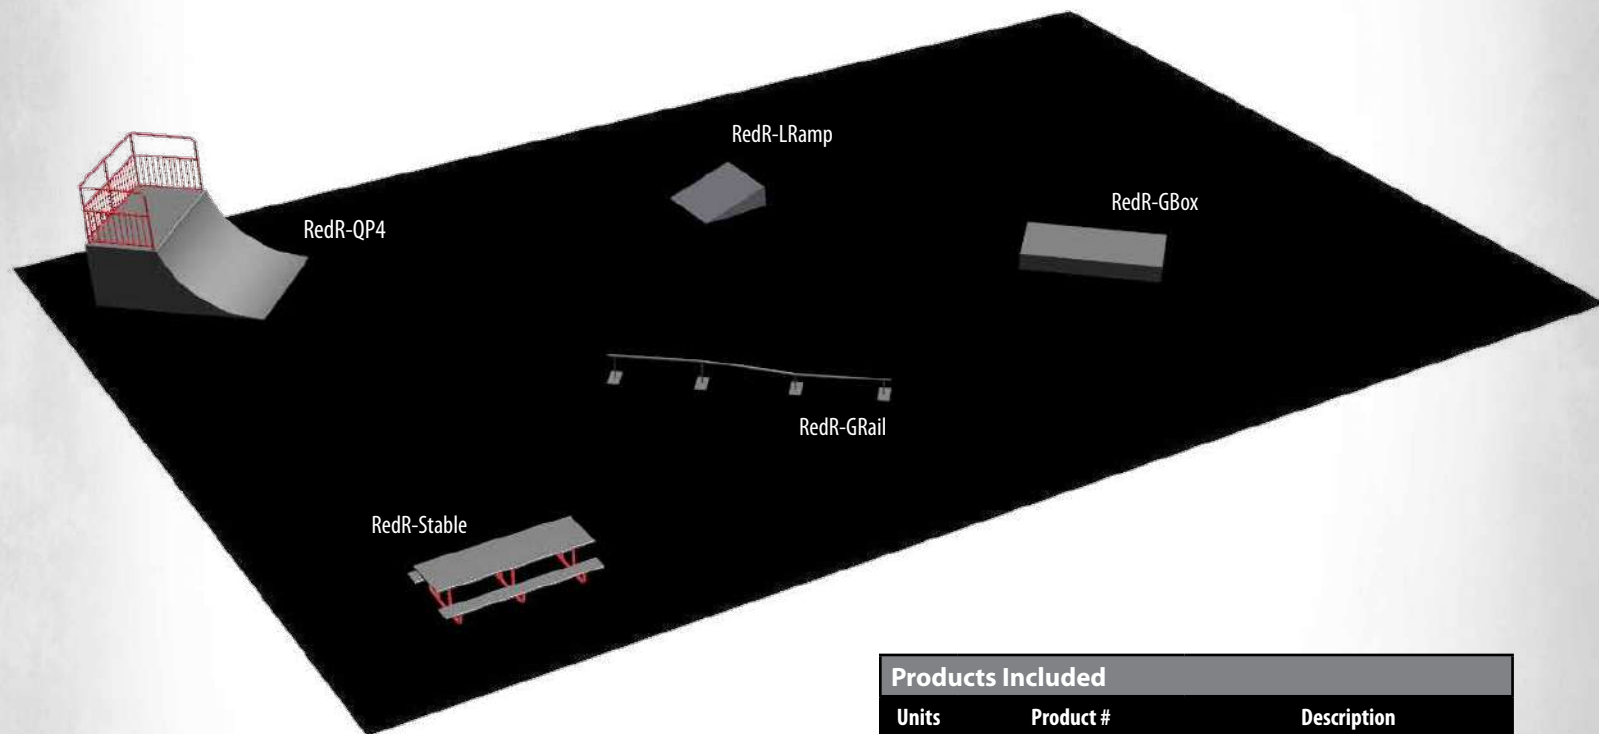 RedR-LRamp
RedR-GBox
RedR-QP4
RedR-GRail
RedR-Stable
Products Included
Units Product # Description